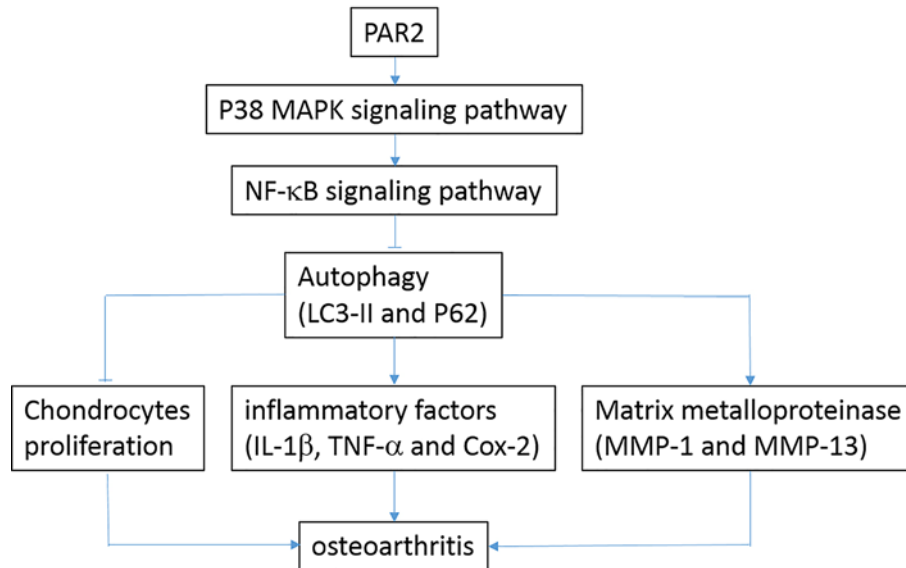 PAR2
P38 MAPK signaling pathway
NF-κB signaling pathway
Autophagy
(LC3-II and P62)
Chondrocytes
proliferation
inflammatory factors
(IL-1β, TNF-α and Cox-2)
Matrix metalloproteinase
(MMP-1 and MMP-13)
osteoarthritis